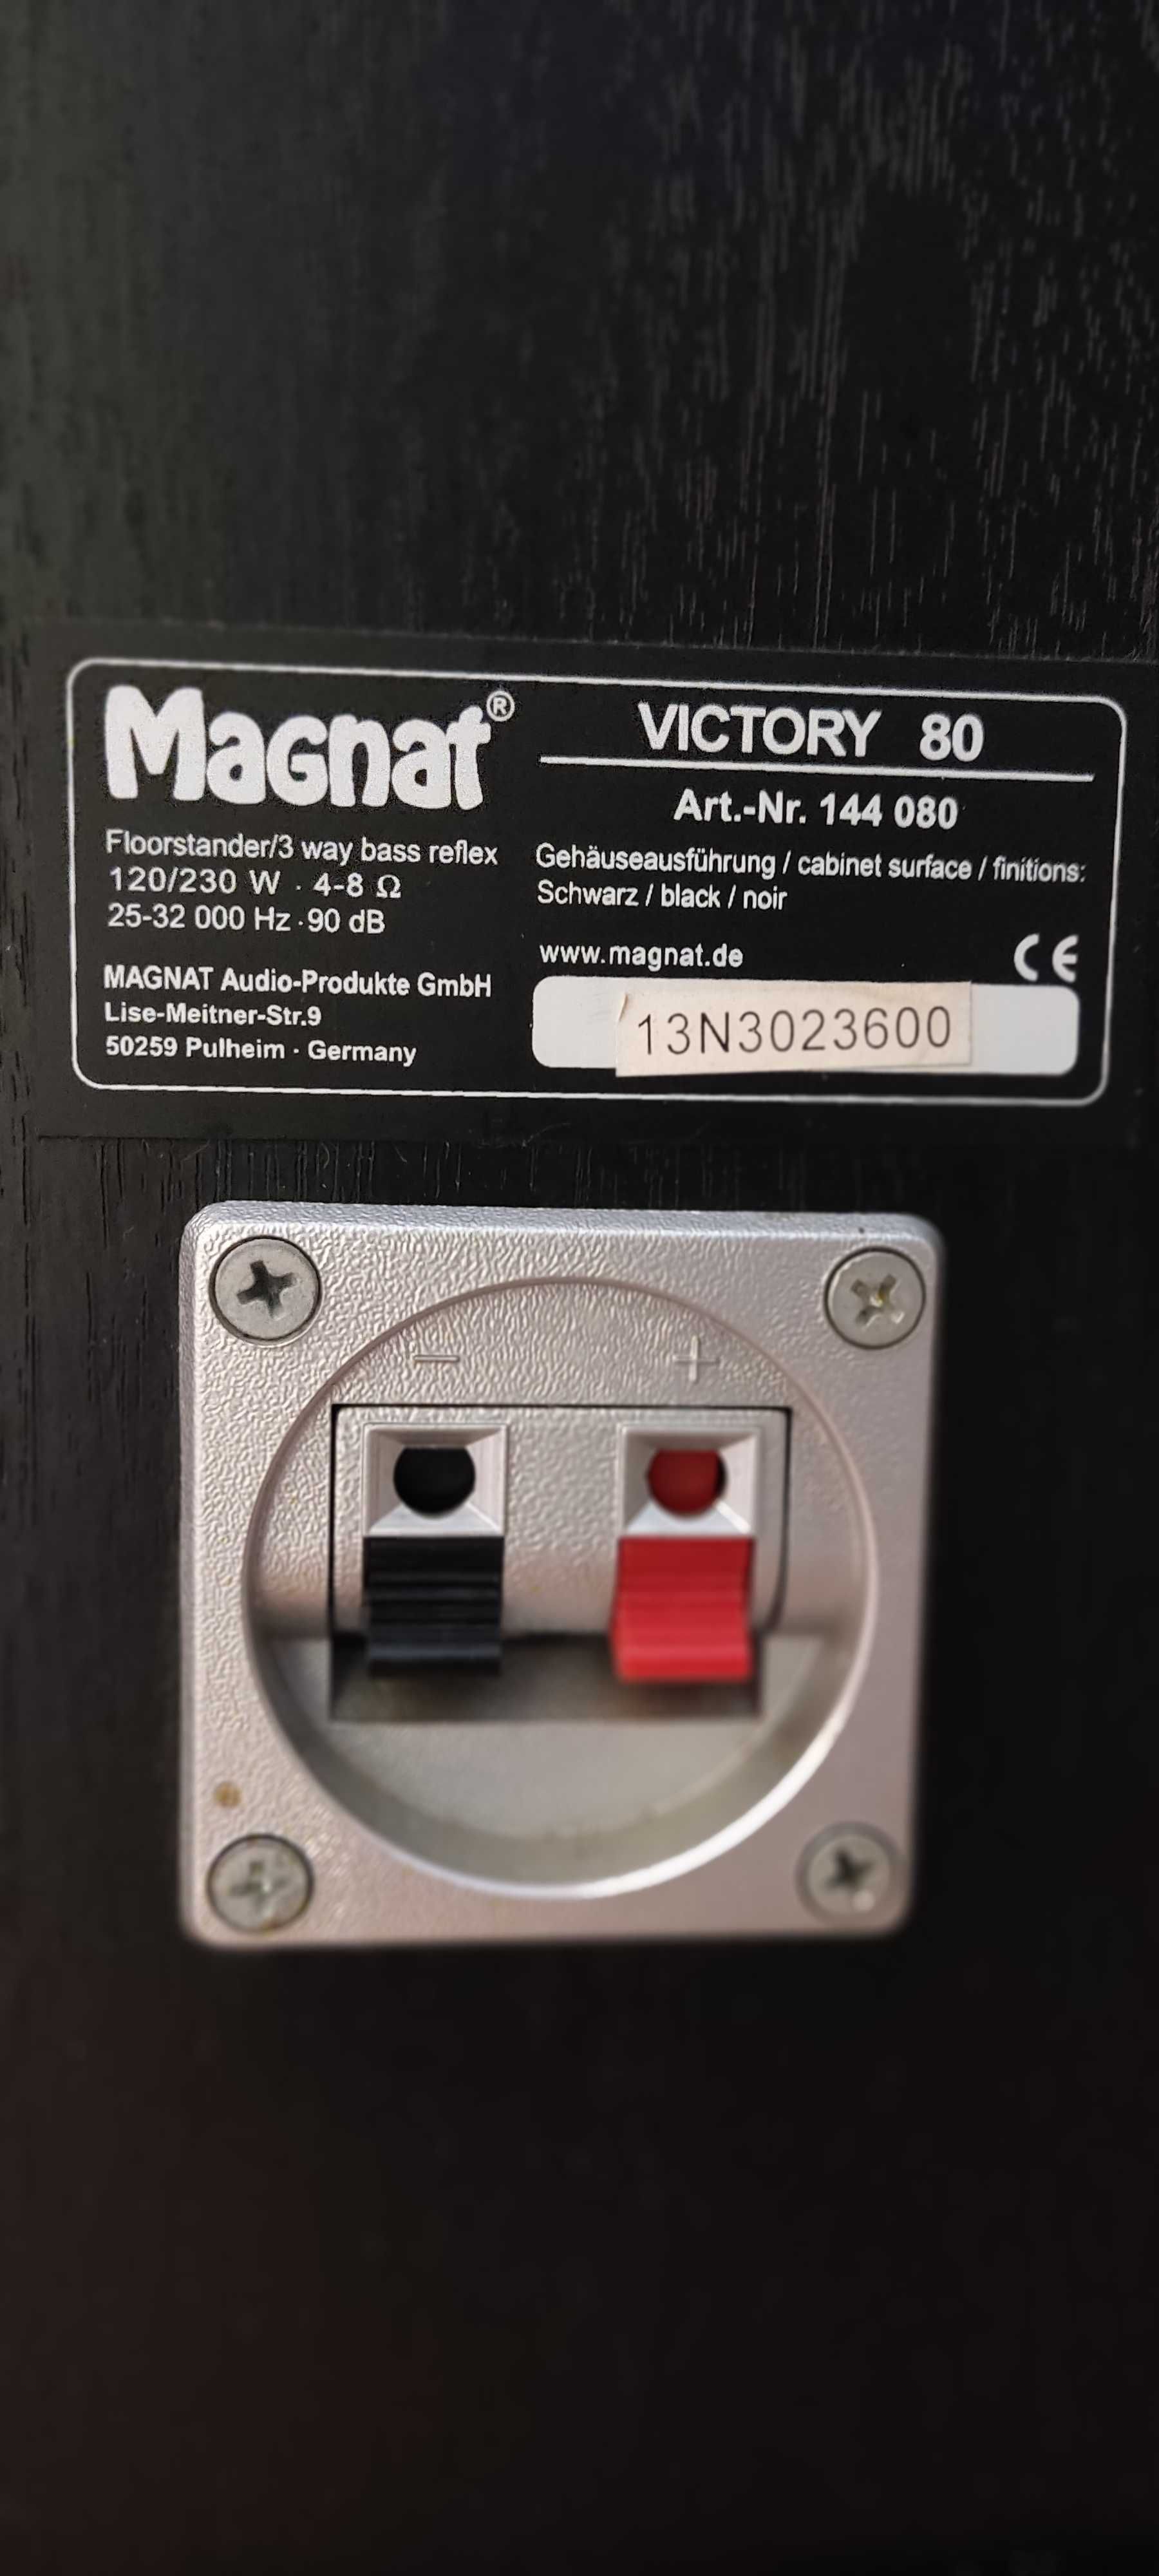 Magnat®
Floorstander/3 way bass reflex
120/230 W · 4-8 Ω
25-32 000 Hz · 90 dB
MAGNAT Audio-Produkte GmbH
Lise-Meitner-Str.9
50259 Pulheim · Germany
VICTORY 80
Art.-Nr. 144 080
Gehäuseausführung / cabinet surface / finitions:
Schwarz / black / noir
www.magnat.de
CE
13N3023600
− +